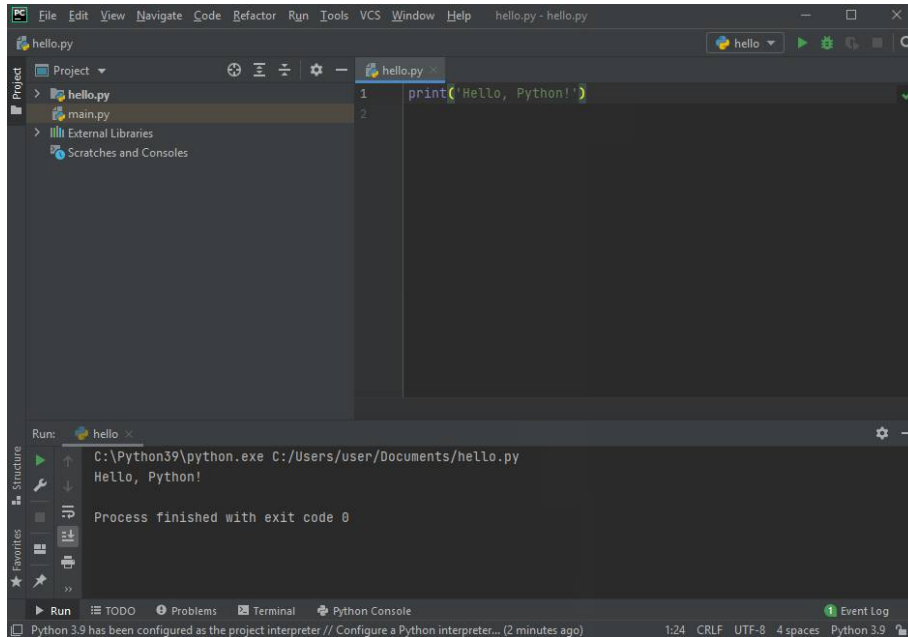 PC File Edit View Navigate Code Refactor Run Tools VCS Window Help hello.py - hello.py
hello.py hello
Project
Project hello.py
hello.py
main.py
External Libraries
Scratches and Consoles
1 print('Hello, Python!')
2
Run: hello
C:\Python39\python.exe C:/Users/user/Documents/hello.py
Hello, Python!
Process finished with exit code 0
Structure
Favorites
Run TODO Problems Terminal Python Console 1 Event Log
Python 3.9 has been configured as the project interpreter // Configure a Python interpreter... (2 minutes ago) 1:24 CRLF UTF-8 4 spaces Python 3.9